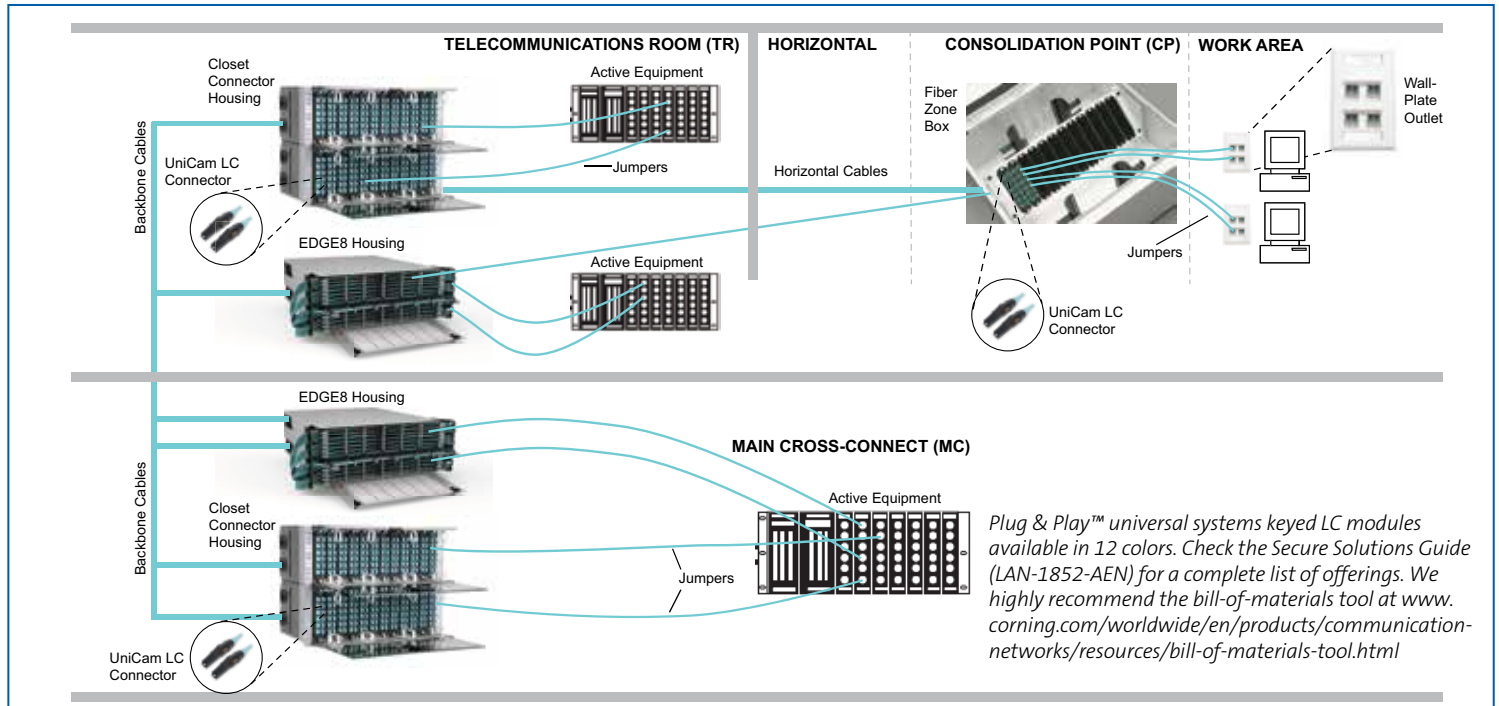 TELECOMMUNICATIONS ROOM (TR)
HORIZONTAL
CONSOLIDATION POINT (CP)
WORK AREA
Closet
Connector
Housing
Active Equipment
Fiber
Zone
Box
Wall-
Plate
Outlet
Backbone Cables
UniCam LC
Connector
Jumpers
Horizontal Cables
EDGE8 Housing
Active Equipment
Jumpers
UniCam LC
Connector
EDGE8 Housing
MAIN CROSS-CONNECT (MC)
Backbone Cables
Closet
Connector
Housing
Active Equipment
Jumpers
UniCam LC
Connector
Plug & Play™ universal systems keyed LC modules
available in 12 colors. Check the Secure Solutions Guide
(LAN-1852-AEN) for a complete list of offerings. We
highly recommend the bill-of-materials tool at www.
corning.com/worldwide/en/products/communication-
networks/resources/bill-of-materials-tool.html